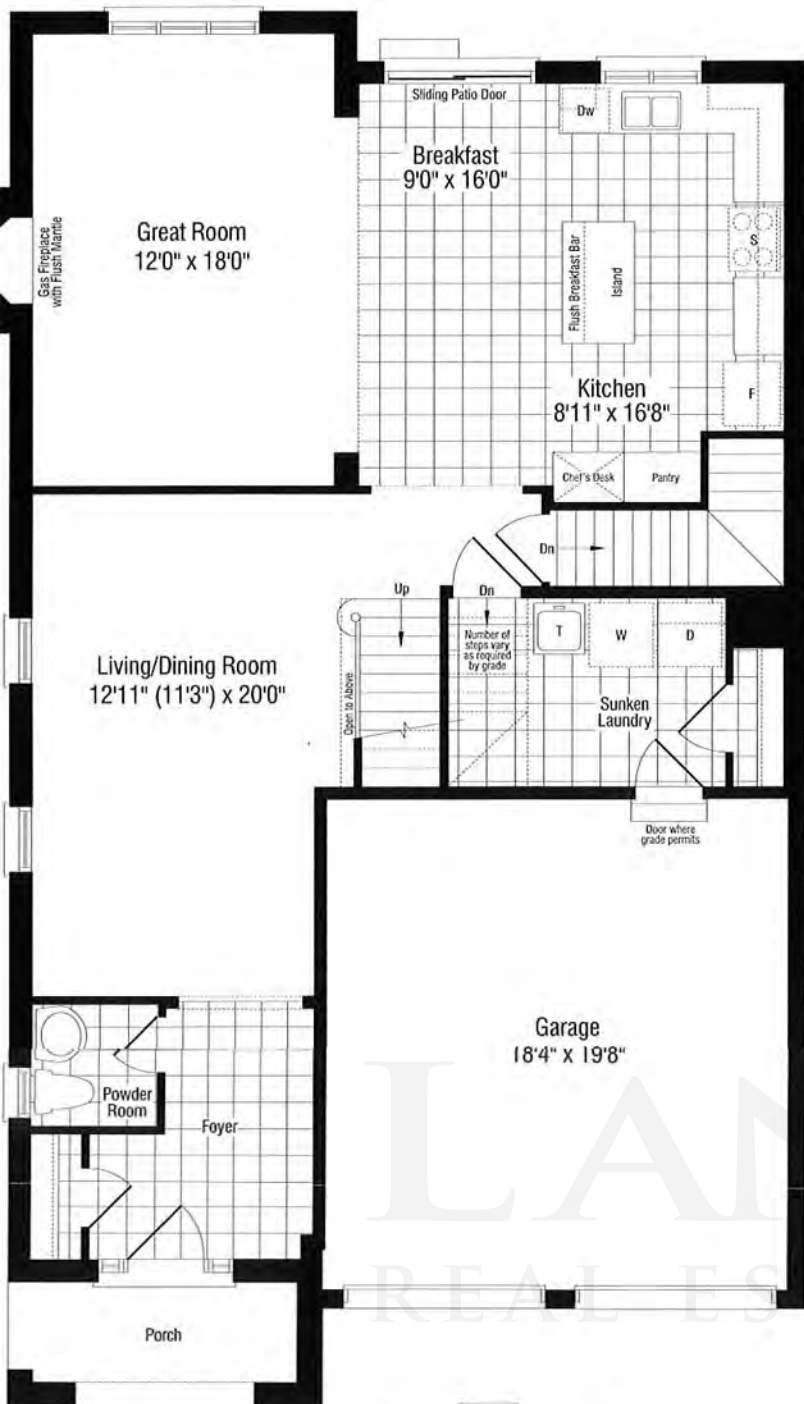 Sliding Patio Door
Dw
Breakfast
9'0" x 16'0"
Great Room
12'0" x 18'0"
Gas Fireplace
with Flush Mantle
S
Flush Breakfast Bar
Island
Kitchen
8'11" x 16'8"
F
Chef's Desk
Pantry
Dn
Up
Dn
Number of
steps vary
as required
by grade
T
W
D
Living/Dining Room
12'11" (11'3") x 20'0"
Open to Above
Sunken
Laundry
Door where
grade permits
Garage
18'4" x 19'8"
Powder
Room
Foyer
LAN
REAL ES
Porch